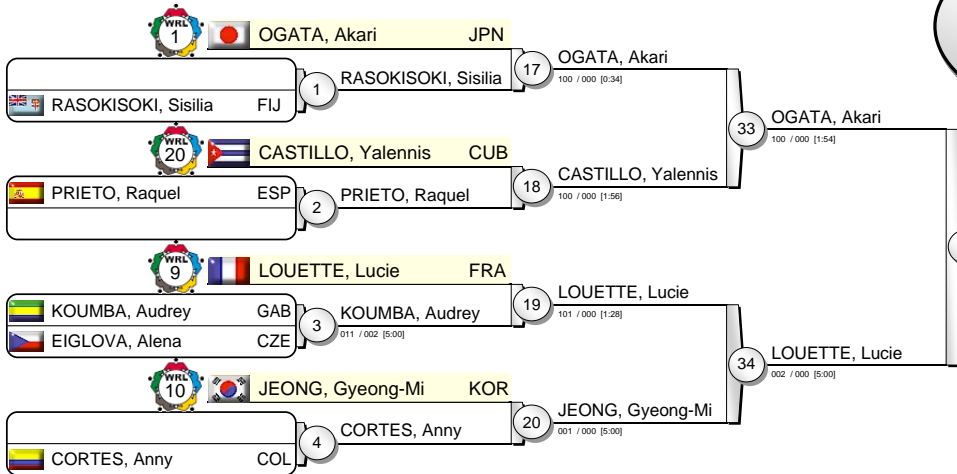 WRL
1
OGATA, Akari JPN
RASOKISOKI, Sisilia FIJ
1
RASOKISOKI, Sisilia
17
OGATA, Akari
100 / 000 [0:34]
WRL
20
CASTILLO, Yalennis CUB
PRIETO, Raquel ESP
2
PRIETO, Raquel
18
CASTILLO, Yalennis
100 / 000 [1:56]
33
OGATA, Akari
100 / 000 [1:54]
WRL
9
LOUETTE, Lucie FRA
KOUMBA, Audrey GAB
EIGLOVA, Alena CZE
3
KOUMBA, Audrey
011 / 002 [5:00]
19
LOUETTE, Lucie
101 / 000 [1:28]
WRL
10
JEONG, Gyeong-Mi KOR
CORTES, Anny COL
4
CORTES, Anny
20
JEONG, Gyeong-Mi
001 / 000 [5:00]
34
LOUETTE, Lucie
002 / 000 [5:00]